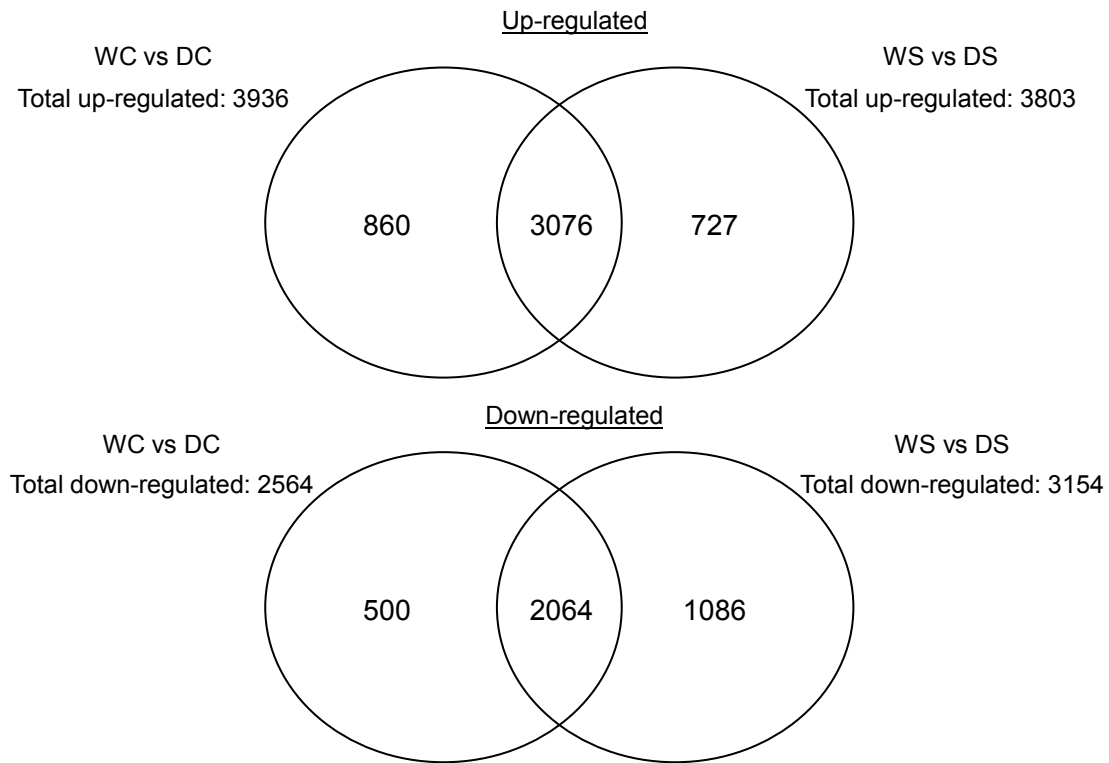 Up-regulated
WC vs DC
Total up-regulated: 3936
WS vs DS
Total up-regulated: 3803
860
3076
727
Down-regulated
WC vs DC
Total down-regulated: 2564
WS vs DS
Total down-regulated: 3154
500
2064
1086